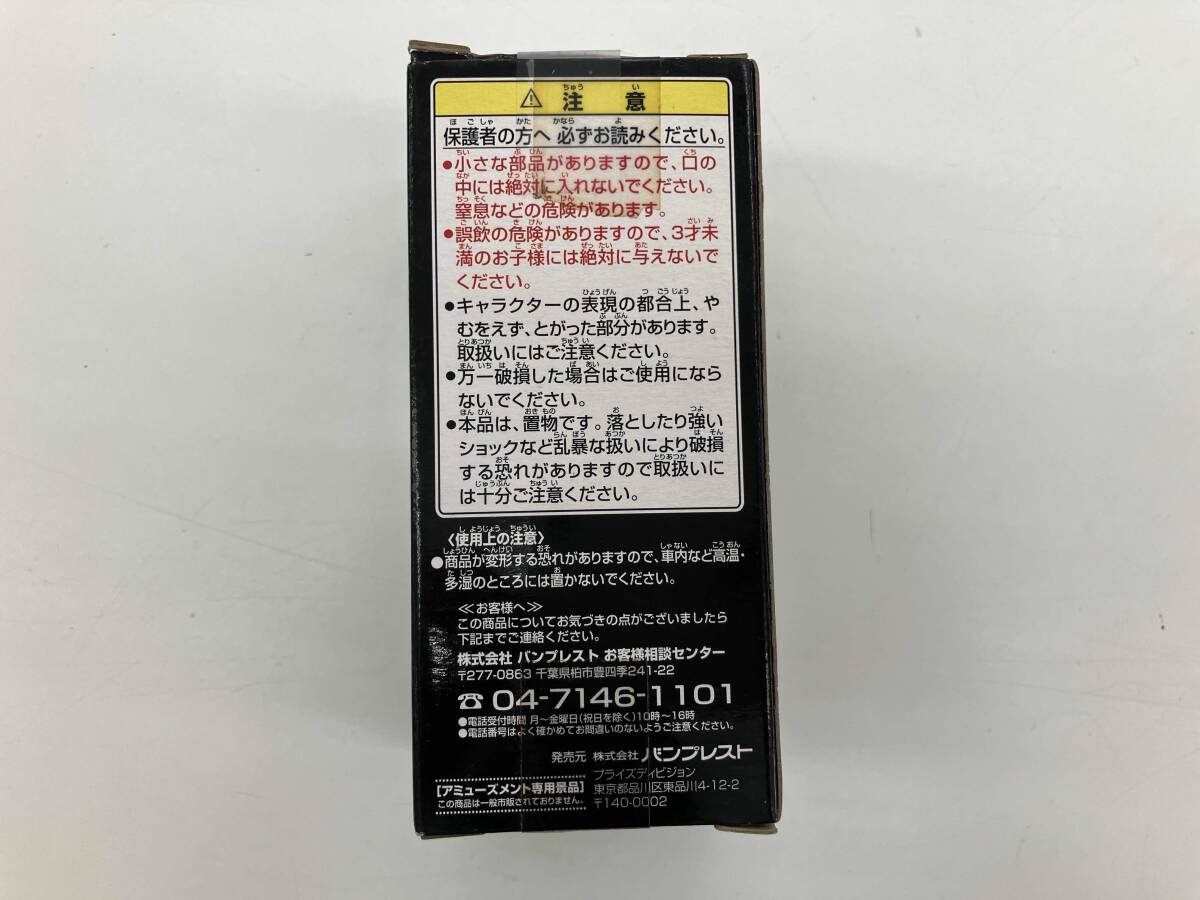 ⚠ 注意
保護者の方へ 必ずお読みください。
●小さな部品がありますので、口の
中には絶対に入れないでください。
窒息などの危険があります。
●誤飲の危険がありますので、3才未
満のお子様には絶対に与えないで
ください。
●キャラクターの表現の都合上、や
むをえず、とがった部分があります。
取扱いにはご注意ください。
●万一破損した場合はご使用になら
ないでください。
●本品は、置物です。落としたり強い
ショックなど乱暴な扱いにより破損
する恐れがありますので取扱いに
は十分ご注意ください。
〈使用上の注意〉
●商品が変形する恐れがありますので、車内など高温・
多湿のところには置かないでください。
≪お客様へ≫
この商品についてお気づきの点がございましたら
下記までご連絡ください。
株式会社 バンプレスト お客様相談センター
〒277-0863 千葉県柏市豊四季241-22
☎ 04-7146-1101
●電話受付時間 月～金曜日(祝日を除く)10時～16時
●電話番号はよく確かめてお間違いのないようご注意ください。
発売元 株式会社 バンプレスト
プライズディビジョン
東京都品川区東品川4-12-2
〒140-0002
[アミューズメント専用景品]
この商品は一般市販されておりません。